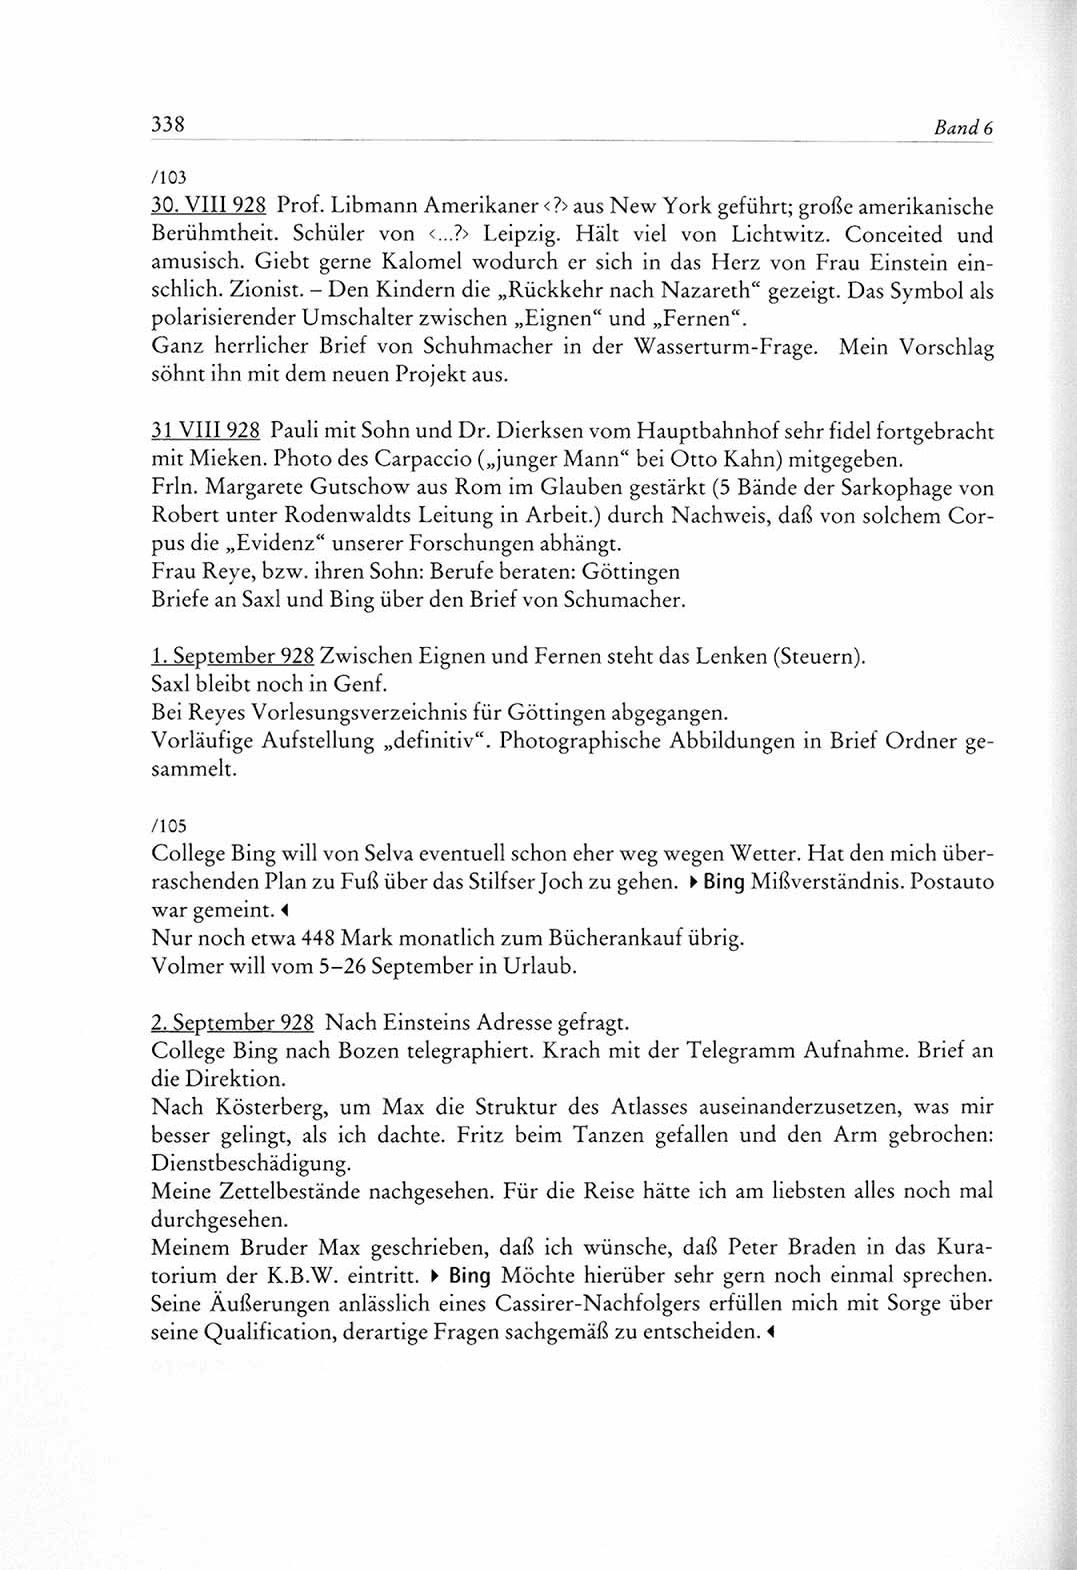 338
Band 6
/103
30. VIII 928 Prof. Libmann Amerikaner <?> aus New York geführt; große amerikanische
Berühmtheit. Schüler von <...?> Leipzig. Hält viel von Lichtwitz. Conceited und
amusisch. Giebt gerne Kalomel wodurch er sich in das Herz von Frau Einstein ein-
schlich. Zionist. – Den Kindern die „Rückkehr nach Nazareth“ gezeigt. Das Symbol als
polarisierender Umschalter zwischen „Eignen“ und „Fernen“.
Ganz herrlicher Brief von Schuhmacher in der Wasserturm-Frage. Mein Vorschlag
söhnt ihn mit dem neuen Projekt aus.
31 VIII 928 Pauli mit Sohn und Dr. Dierksen vom Hauptbahnhof sehr fidel fortgebracht
mit Mieken. Photo des Carpaccio („junger Mann“ bei Otto Kahn) mitgegeben.
Frln. Margarete Gutschow aus Rom im Glauben gestärkt (5 Bände der Sarkophage von
Robert unter Rodenwaldts Leitung in Arbeit.) durch Nachweis, daß von solchem Cor-
pus die „Evidenz“ unserer Forschungen abhängt.
Frau Reye, bzw. ihren Sohn: Berufe beraten: Göttingen
Briefe an Saxl und Bing über den Brief von Schumacher.
1. September 928 Zwischen Eignen und Fernen steht das Lenken (Steuern).
Saxl bleibt noch in Genf.
Bei Reyes Vorlesungsverzeichnis für Göttingen abgegangen.
Vorläufige Aufstellung „definitiv“. Photographische Abbildungen in Brief Ordner ge-
sammelt.
/105
College Bing will von Selva eventuell schon eher weg wegen Wetter. Hat den mich über-
raschenden Plan zu Fuß über das Stilfser Joch zu gehen. ▶ Bing Mißverständnis. Postauto
war gemeint. ◀
Nur noch etwa 448 Mark monatlich zum Bücherankauf übrig.
Volmer will vom 5–26 September in Urlaub.
2. September 928 Nach Einsteins Adresse gefragt.
College Bing nach Bozen telegraphiert. Krach mit der Telegramm Aufnahme. Brief an
die Direktion.
Nach Kösterberg, um Max die Struktur des Atlasses auseinanderzusetzen, was mir
besser gelingt, als ich dachte. Fritz beim Tanzen gefallen und den Arm gebrochen:
Dienstbeschädigung.
Meine Zettelbestände nachgesehen. Für die Reise hätte ich am liebsten alles noch mal
durchgesehen.
Meinem Bruder Max geschrieben, daß ich wünsche, daß Peter Braden in das Kura-
torium der K.B.W. eintritt. ▶ Bing Möchte hierüber sehr gern noch einmal sprechen.
Seine Äußerungen anlässlich eines Cassirer-Nachfolgers erfüllen mich mit Sorge über
seine Qualification, derartige Fragen sachgemäß zu entscheiden. ◀